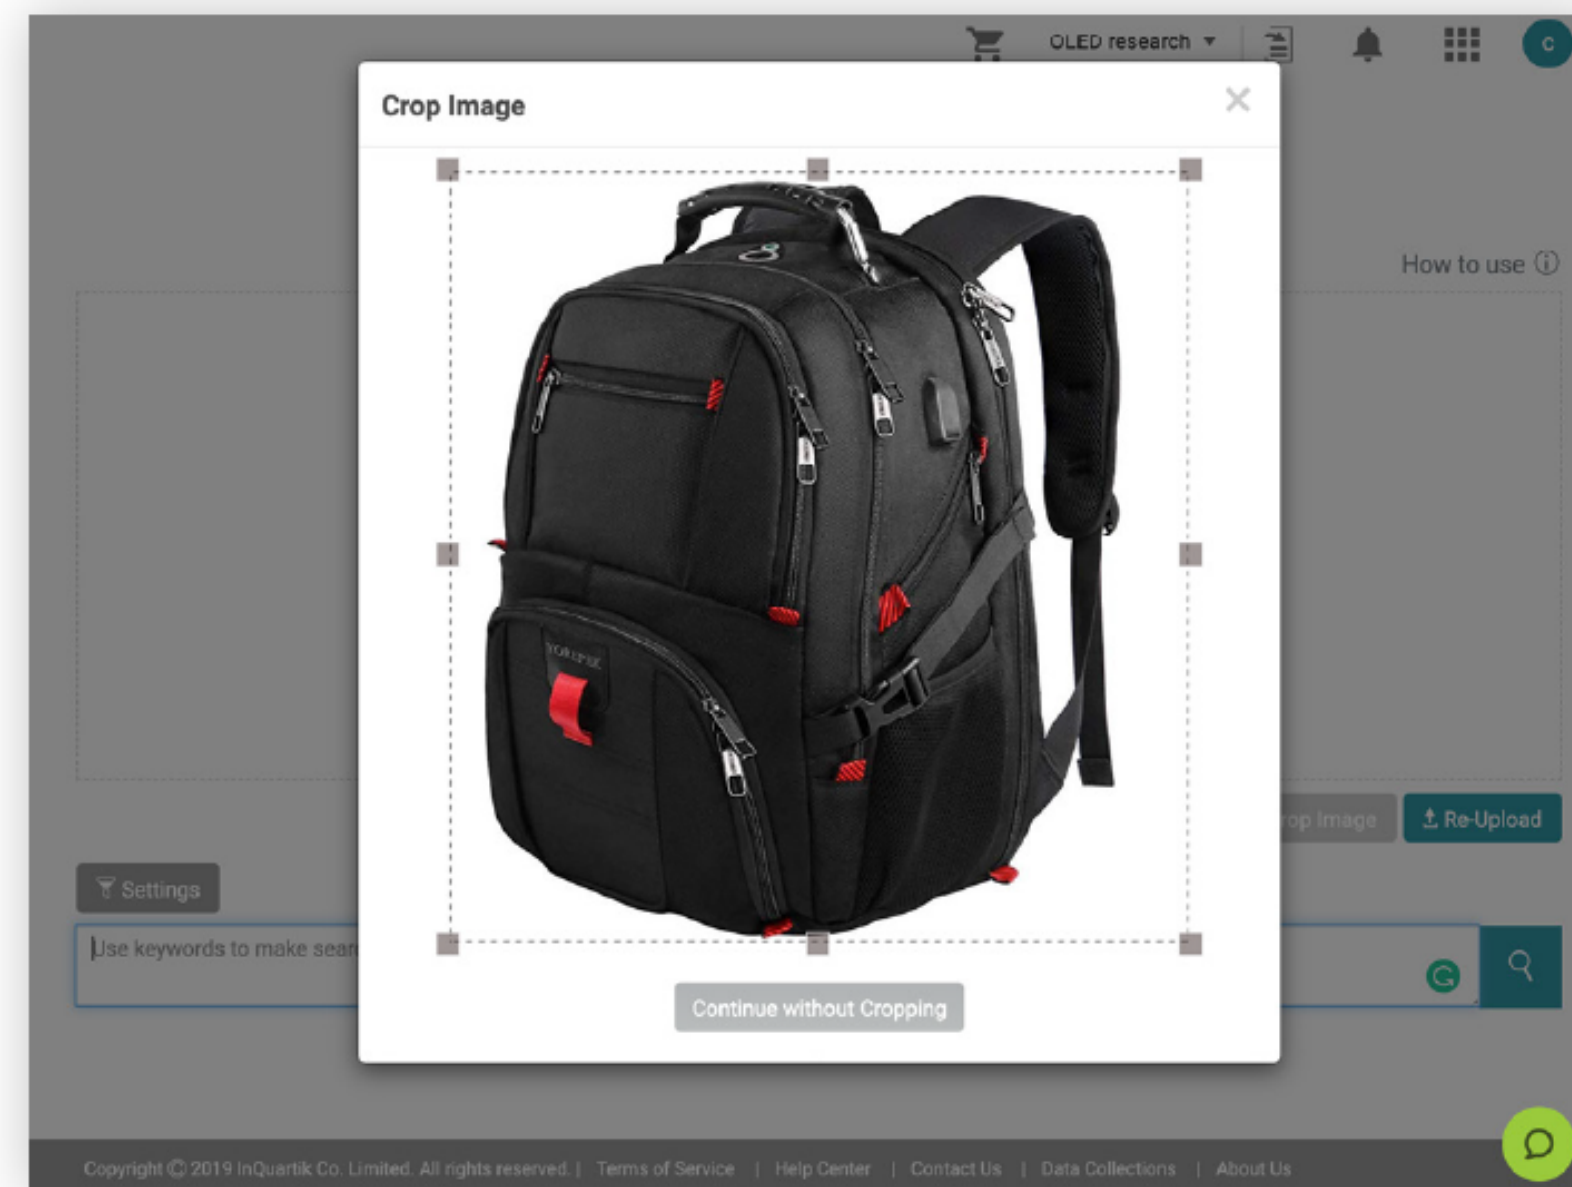 OLED research
C
Crop Image
How to use
rop Image
Re-Upload
Settings
Use keywords to make sear
YOREPEK
Continue without Cropping
Copyright © 2019 InQuartik Co. Limited. All rights reserved. | Terms of Service | Help Center | Contact Us | Data Collections | About Us